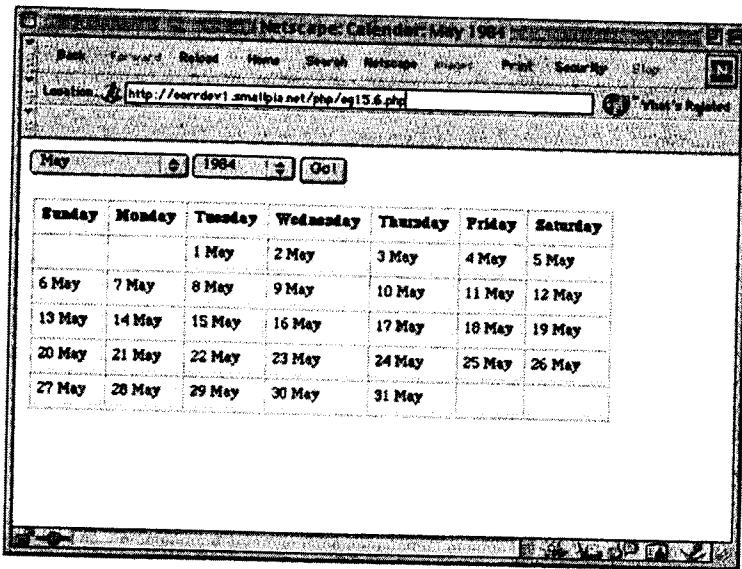 Netscape: Calendar: May 1984
Back Forward Reload Home Search Netscape Images Print Security Stop
Location: http://corrdev1.smallpia.net/php/eg15.6.php What's Related
May 1984 Go!
Sunday Monday Tuesday Wednesday Thursday Friday Saturday
1 May 2 May 3 May 4 May 5 May
6 May 7 May 8 May 9 May 10 May 11 May 12 May
13 May 14 May 15 May 16 May 17 May 18 May 19 May
20 May 21 May 22 May 23 May 24 May 25 May 26 May
27 May 28 May 29 May 30 May 31 May